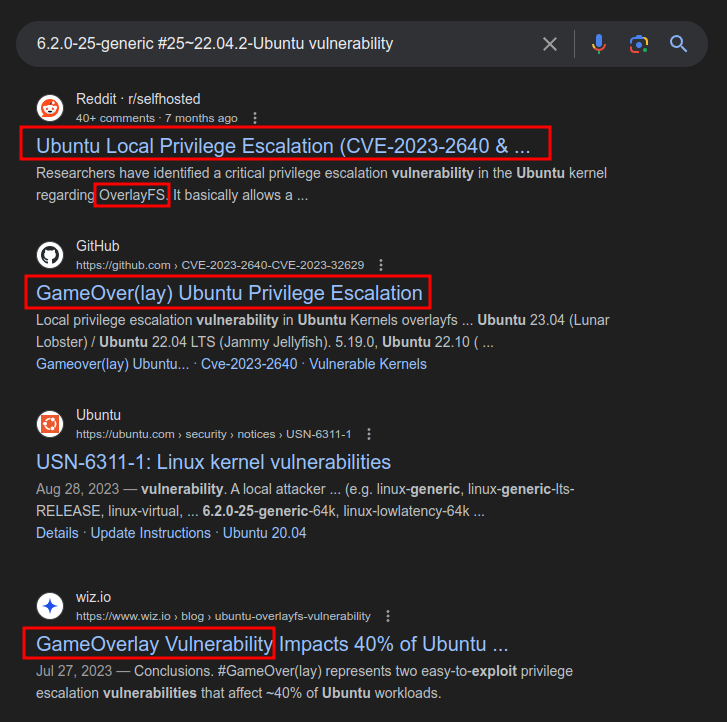 6.2.0-25-generic #25~22.04.2-Ubuntu vulnerability
Reddit · r/selfhosted
40+ comments · 7 months ago
Ubuntu Local Privilege Escalation (CVE-2023-2640 & ...
Researchers have identified a critical privilege escalation vulnerability in the Ubuntu kernel
regarding OverlayFS. It basically allows a ...
GitHub
https://github.com › CVE-2023-2640-CVE-2023-32629
GameOver(lay) Ubuntu Privilege Escalation
Local privilege escalation vulnerability in Ubuntu Kernels overlayfs ... Ubuntu 23.04 (Lunar
Lobster) / Ubuntu 22.04 LTS (Jammy Jellyfish). 5.19.0, Ubuntu 22.10 ( ...
Gameover(lay) Ubuntu... · Cve-2023-2640 · Vulnerable Kernels
Ubuntu
https://ubuntu.com › security › notices › USN-6311-1
USN-6311-1: Linux kernel vulnerabilities
Aug 28, 2023 — vulnerability. A local attacker ... (e.g. linux-generic, linux-generic-lts-
RELEASE, linux-virtual, ... 6.2.0-25-generic-64k, linux-lowlatency-64k ...
Details · Update Instructions · Ubuntu 20.04
wiz.io
https://www.wiz.io › blog › ubuntu-overlayfs-vulnerability
GameOverlay Vulnerability Impacts 40% of Ubuntu ...
Jul 27, 2023 — Conclusions. #GameOver(lay) represents two easy-to-exploit privilege
escalation vulnerabilities that affect ~40% of Ubuntu workloads.